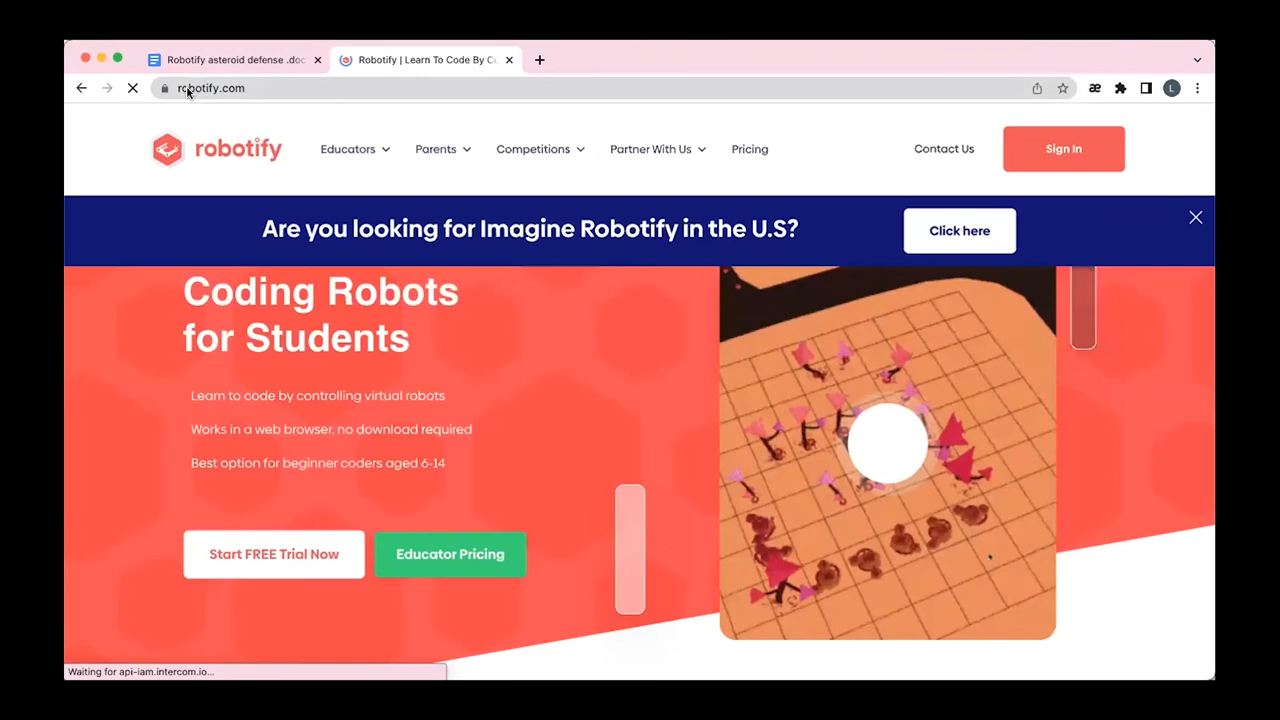 Robotify asteroid defense .doc
Robotify | Learn To Code By Co
robotify.com
L
robotify
Educators
Parents
Competitions
Partner With Us
Pricing
Contact Us
Sign In
Are you looking for Imagine Robotify in the U.S?
Click here
Coding Robots
for Students
Learn to code by controlling virtual robots
Works in a web browser, no download required
Best option for beginner coders aged 6-14
Start FREE Trial Now
Educator Pricing
Waiting for api-iam.intercom.io...